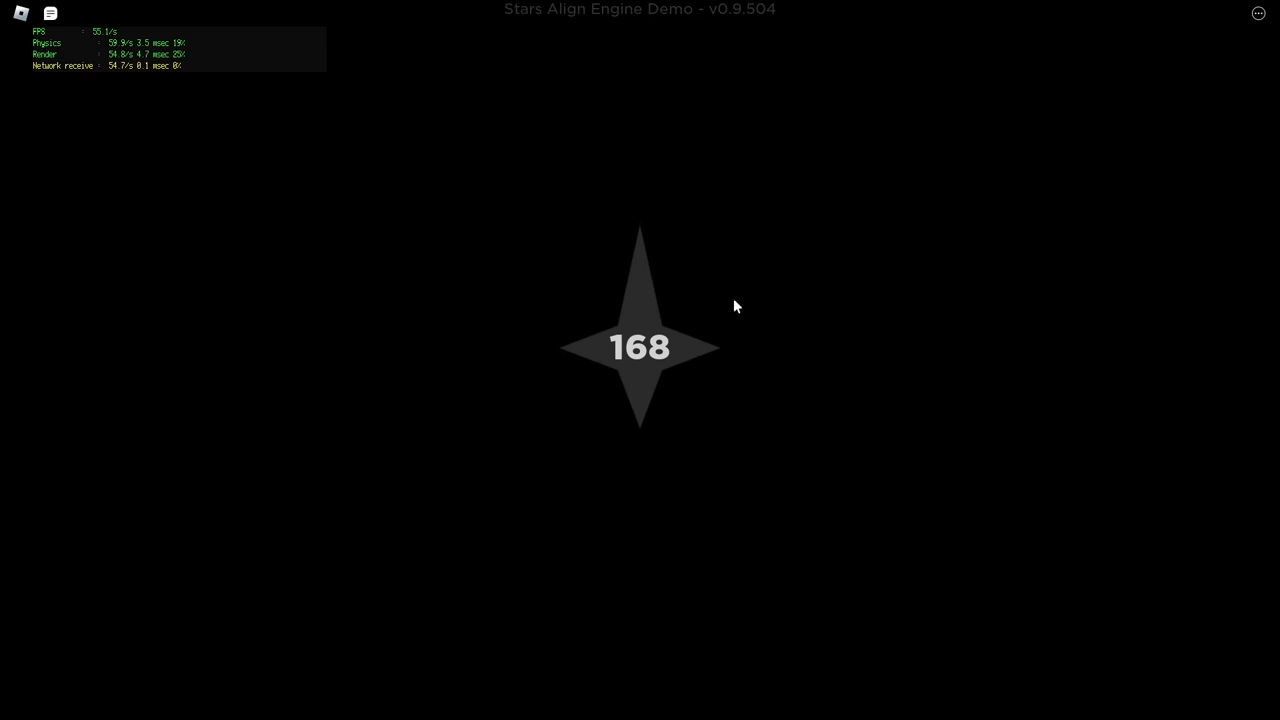 Stars Align Engine Demo - v0.9.504
FPS : 55.1/s
Physics : 59.9/s 3.5 msec 19%
Render : 54.8/s 4.7 msec 25%
Network receive : 54.7/s 0.1 msec 0%
168